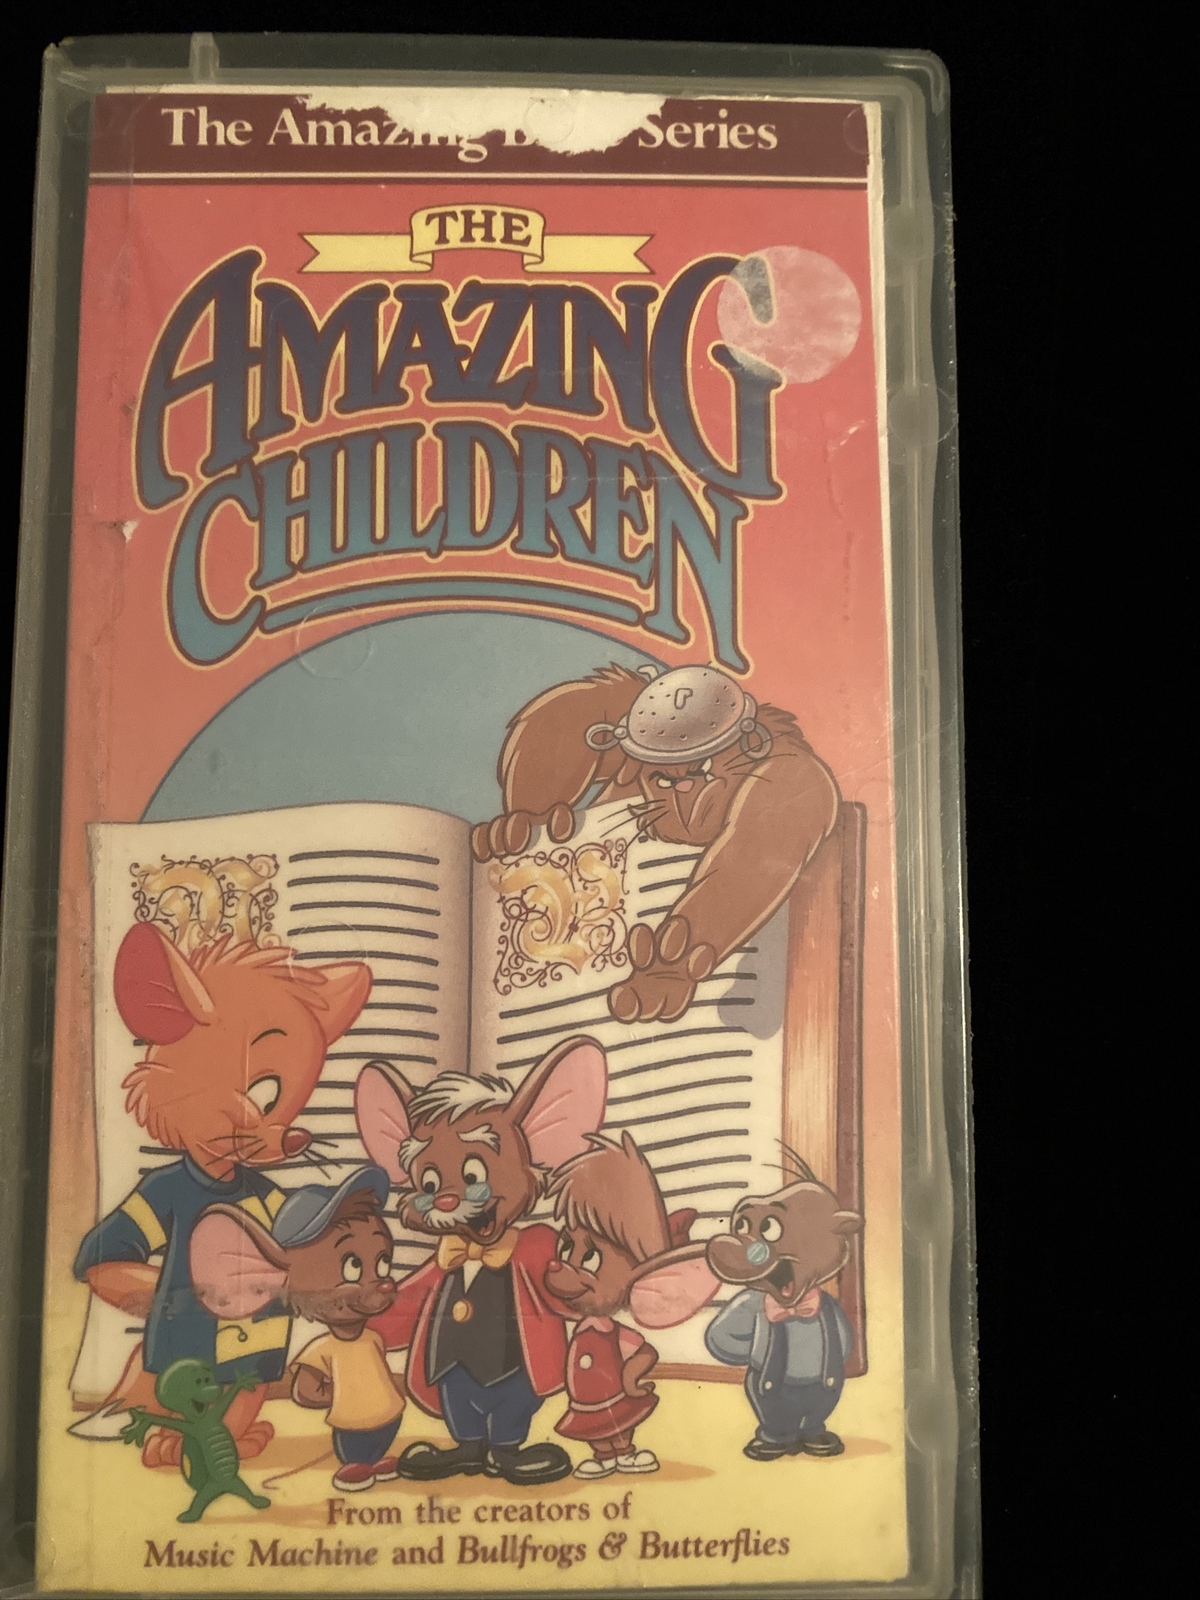 The Amazing Series
THE
AMAZING
CHILDREN
From the creators of
Music Machine and Bullfrogs & Butterflies